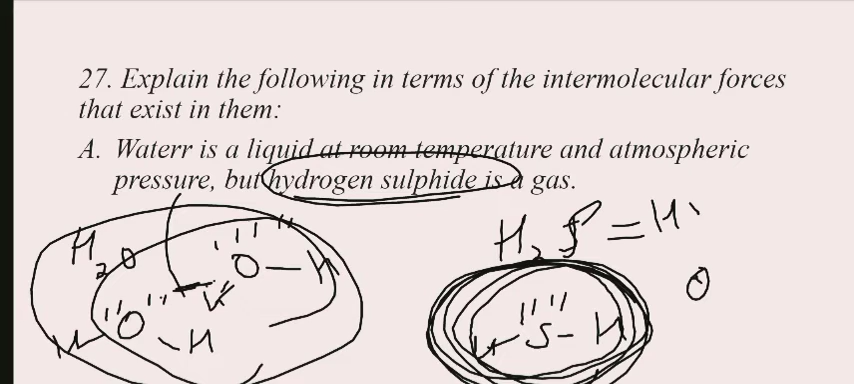 27. Explain the following in terms of the intermolecular forces
that exist in them:
A. Waterr is a liquid at room temperature and atmospheric
pressure, but hydrogen sulphide is a gas.
H₂S = H
H₂O
O — H
H O — H
H - S - H
O